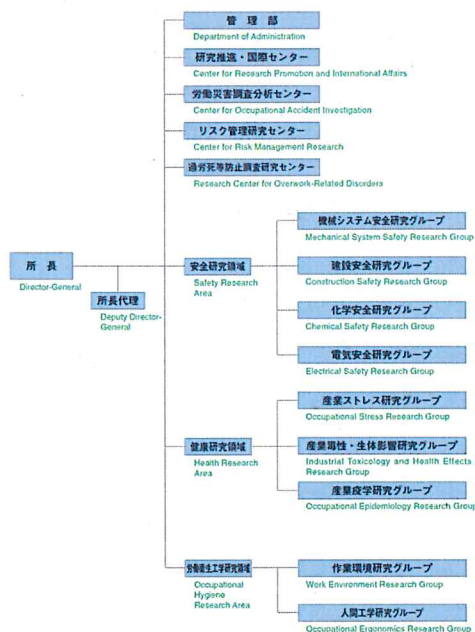 管理部
Department of Administration
研究推進・国際センター
Center for Research Promotion and International Affairs
労働災害調査分析センター
Center for Occupational Accident Investigation
リスク管理研究センター
Center for Risk Management Research
過労死等防止調査研究センター
Research Center for Overwork-Related Disorders
所長
Director-General
所長代理
Deputy Director-
General
安全研究領域
Safety Research
Area
機械システム安全研究グループ
Mechanical System Safety Research Group
建設安全研究グループ
Construction Safety Research Group
化学安全研究グループ
Chemical Safety Research Group
電気安全研究グループ
Electrical Safety Research Group
健康研究領域
Health Research
Area
産業ストレス研究グループ
Occupational Stress Research Group
産業毒性・生体影響研究グループ
Industrial Toxicology and Health Effects
Research Group
産業疫学研究グループ
Occupational Epidemiology Research Group
労働衛生工学研究領域
Occupational
Hygiene
Research Area
作業環境研究グループ
Work Environment Research Group
人間工学研究グループ
Occupational Ergonomics Research Group